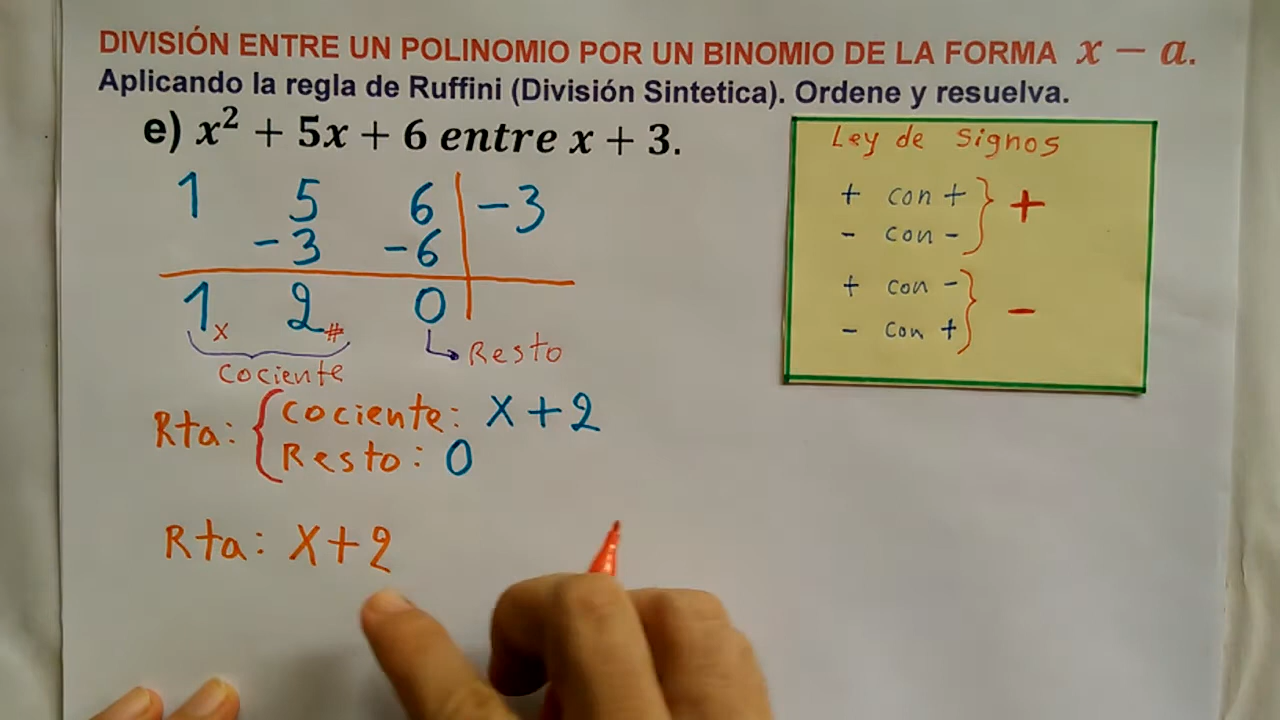 DIVISIÓN ENTRE UN POLINOMIO POR UN BINOMIO DE LA FORMA x − a.
Aplicando la regla de Ruffini (División Sintetica). Ordene y resuelva.
e) x² + 5x + 6 entre x + 3.
1 5 6 -3
-3 -6
1x 2# 0
Cociente
Resto
Rta: { Cociente: x+2
Resto: 0
Rta: x+2
Ley de Signos
+ con + } +
- con -
+ con - } -
- con +